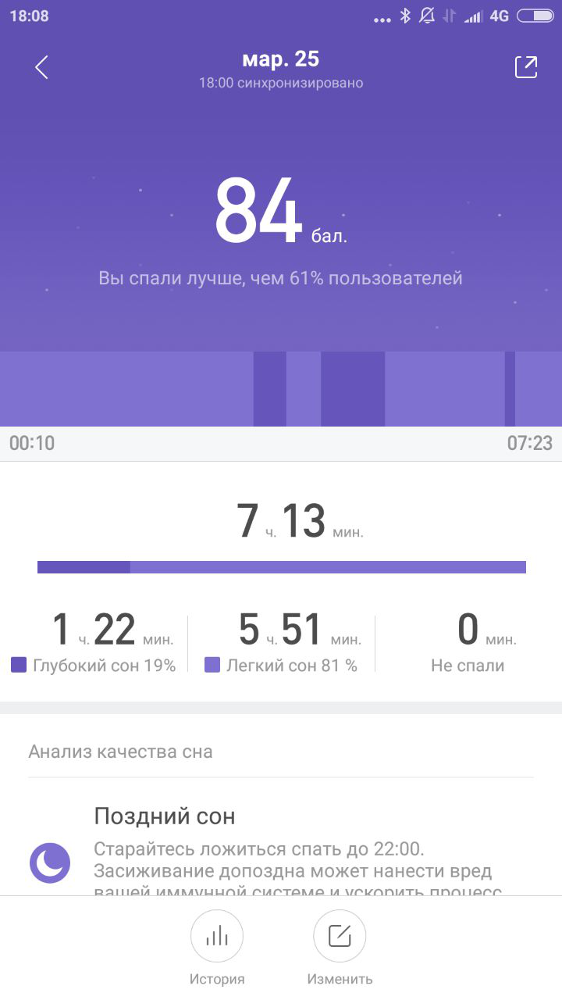 18:08
4G
мар. 25
18:00 синхронизировано
84 бал.
Вы спали лучше, чем 61% пользователей
00:10
07:23
7 ч. 13 мин.
1 ч. 22 мин.
Глубокий сон 19%
5 ч. 51 мин.
Легкий сон 81 %
0 мин.
Не спали
Анализ качества сна
Поздний сон
Старайтесь ложиться спать до 22:00.
Засиживание допоздна может нанести вред
вашей иммунной системе и ускорить процесс
История
Изменить